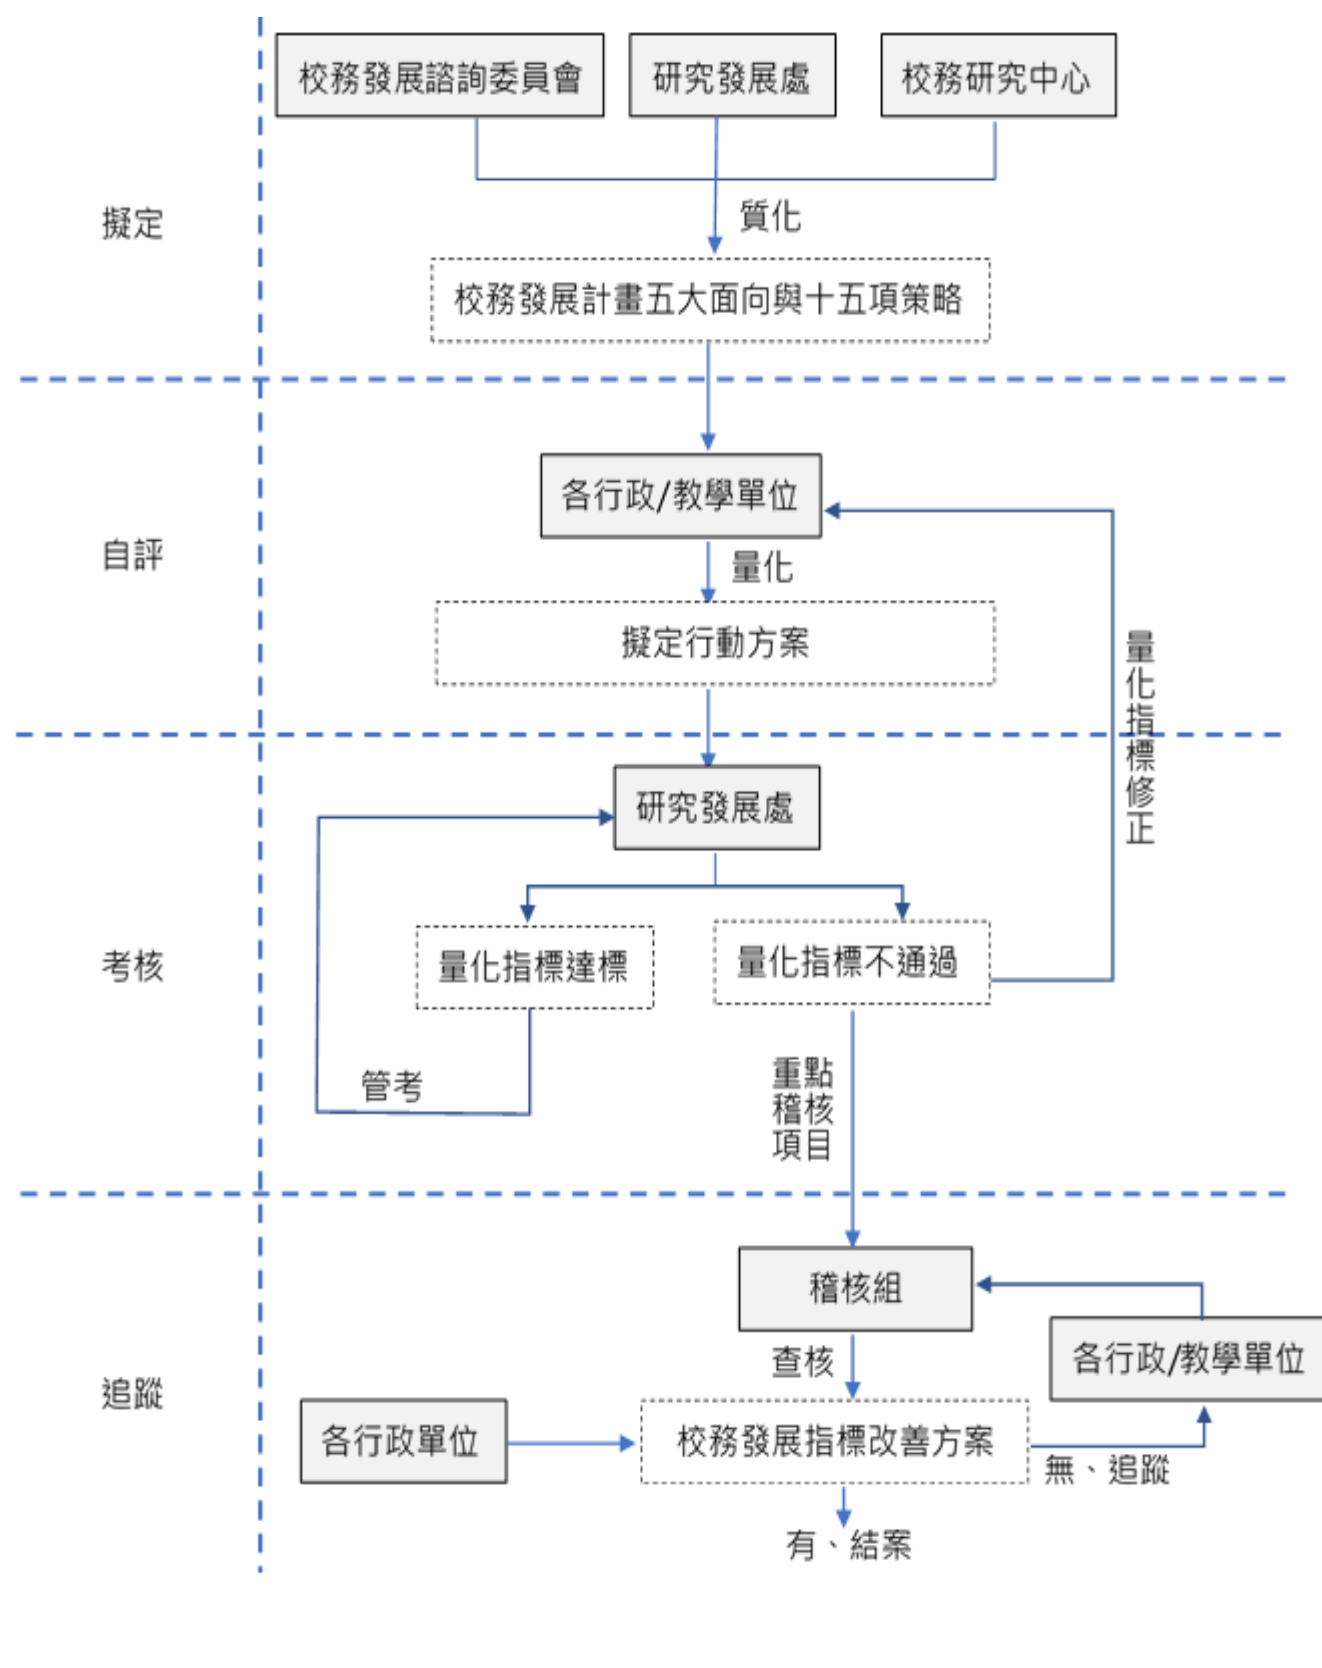 校務發展諮詢委員會
研究發展處
校務研究中心
擬定
質化
校務發展計畫五大面向與十五項策略
各行政/教學單位
自評
量化
擬定行動方案
量化指標修正
研究發展處
考核
量化指標達標
量化指標不通過
管考
重點
稽核
項目
稽核組
查核
各行政/教學單位
追蹤
各行政單位
校務發展指標改善方案
無、追蹤
有、結案